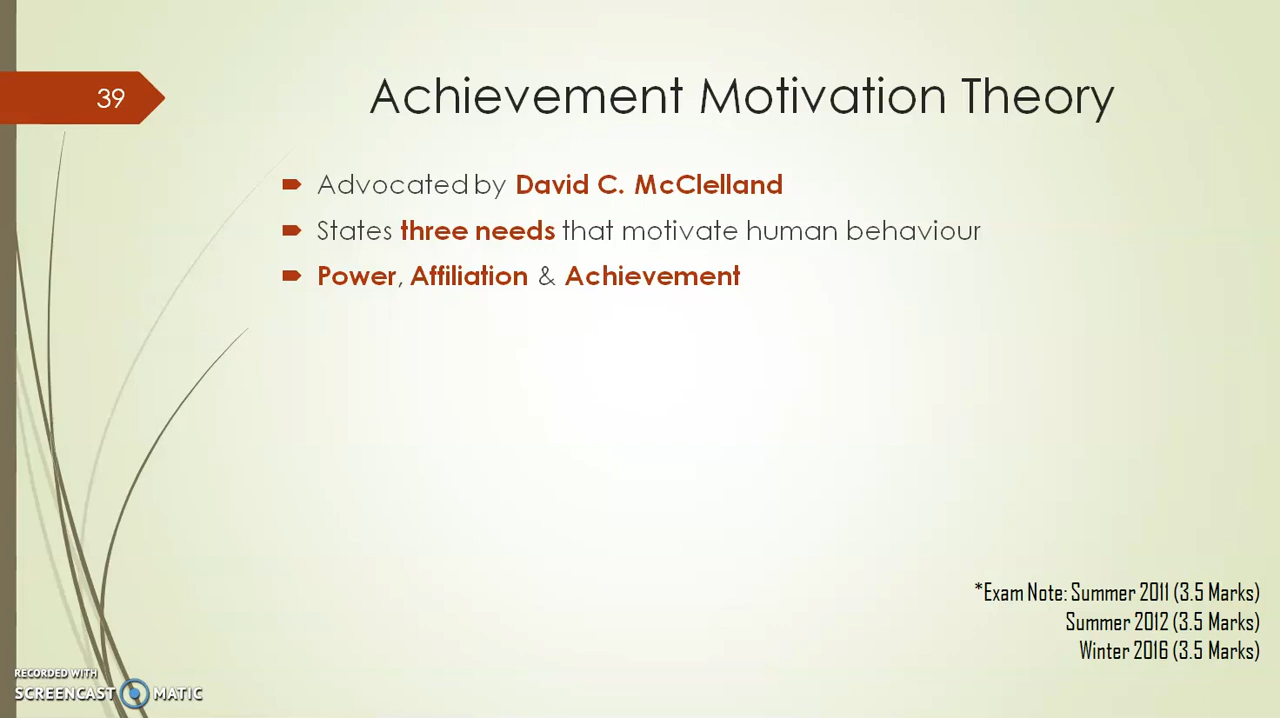 39
Achievement Motivation Theory
Advocated by David C. McClelland
States three needs that motivate human behaviour
Power, Affiliation & Achievement
*Exam Note: Summer 2011 (3.5 Marks)
Summer 2012 (3.5 Marks)
Winter 2016 (3.5 Marks)
RECORDED WITH
SCREENCAST MATIC